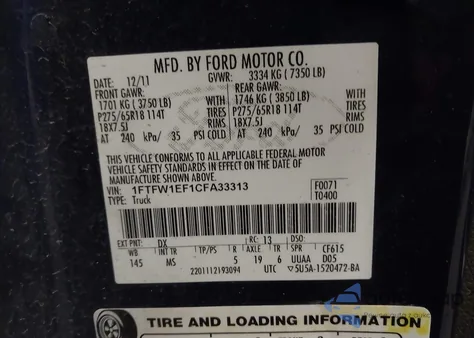 MFD. BY FORD MOTOR CO.
DATE: 12/11 GVWR: 3334 KG ( 7350 LB)
FRONT GAWR: REAR GAWR:
1701 KG ( 3750 LB) WITH 1746 KG ( 3850 LB) WITH
P275/65R18 114T TIRES P275/65R18 114T TIRES
18X7.5J RIMS 18X7.5J RIMS
AT 240 kPa/ 35 PSI COLD AT 240 kPa/ 35 PSI COLD
THIS VEHICLE CONFORMS TO ALL APPLICABLE FEDERAL MOTOR
VEHICLE SAFETY STANDARDS IN EFFECT ON THE DATE OF
MANUFACTURE SHOWN ABOVE.
VIN: 1FTFW1EF1CFA33313 F0071
TYPE: Truck T0400
EXT PNT: DX RC: 13 DSO:
WB INT TR TP/PS R AXLE TR SPR CF615
145 MS 5 19 6 UUAA D05
2201112193094 UTC ▽5U5A-1520472-BA
TIRE AND LOADING INFORMATION